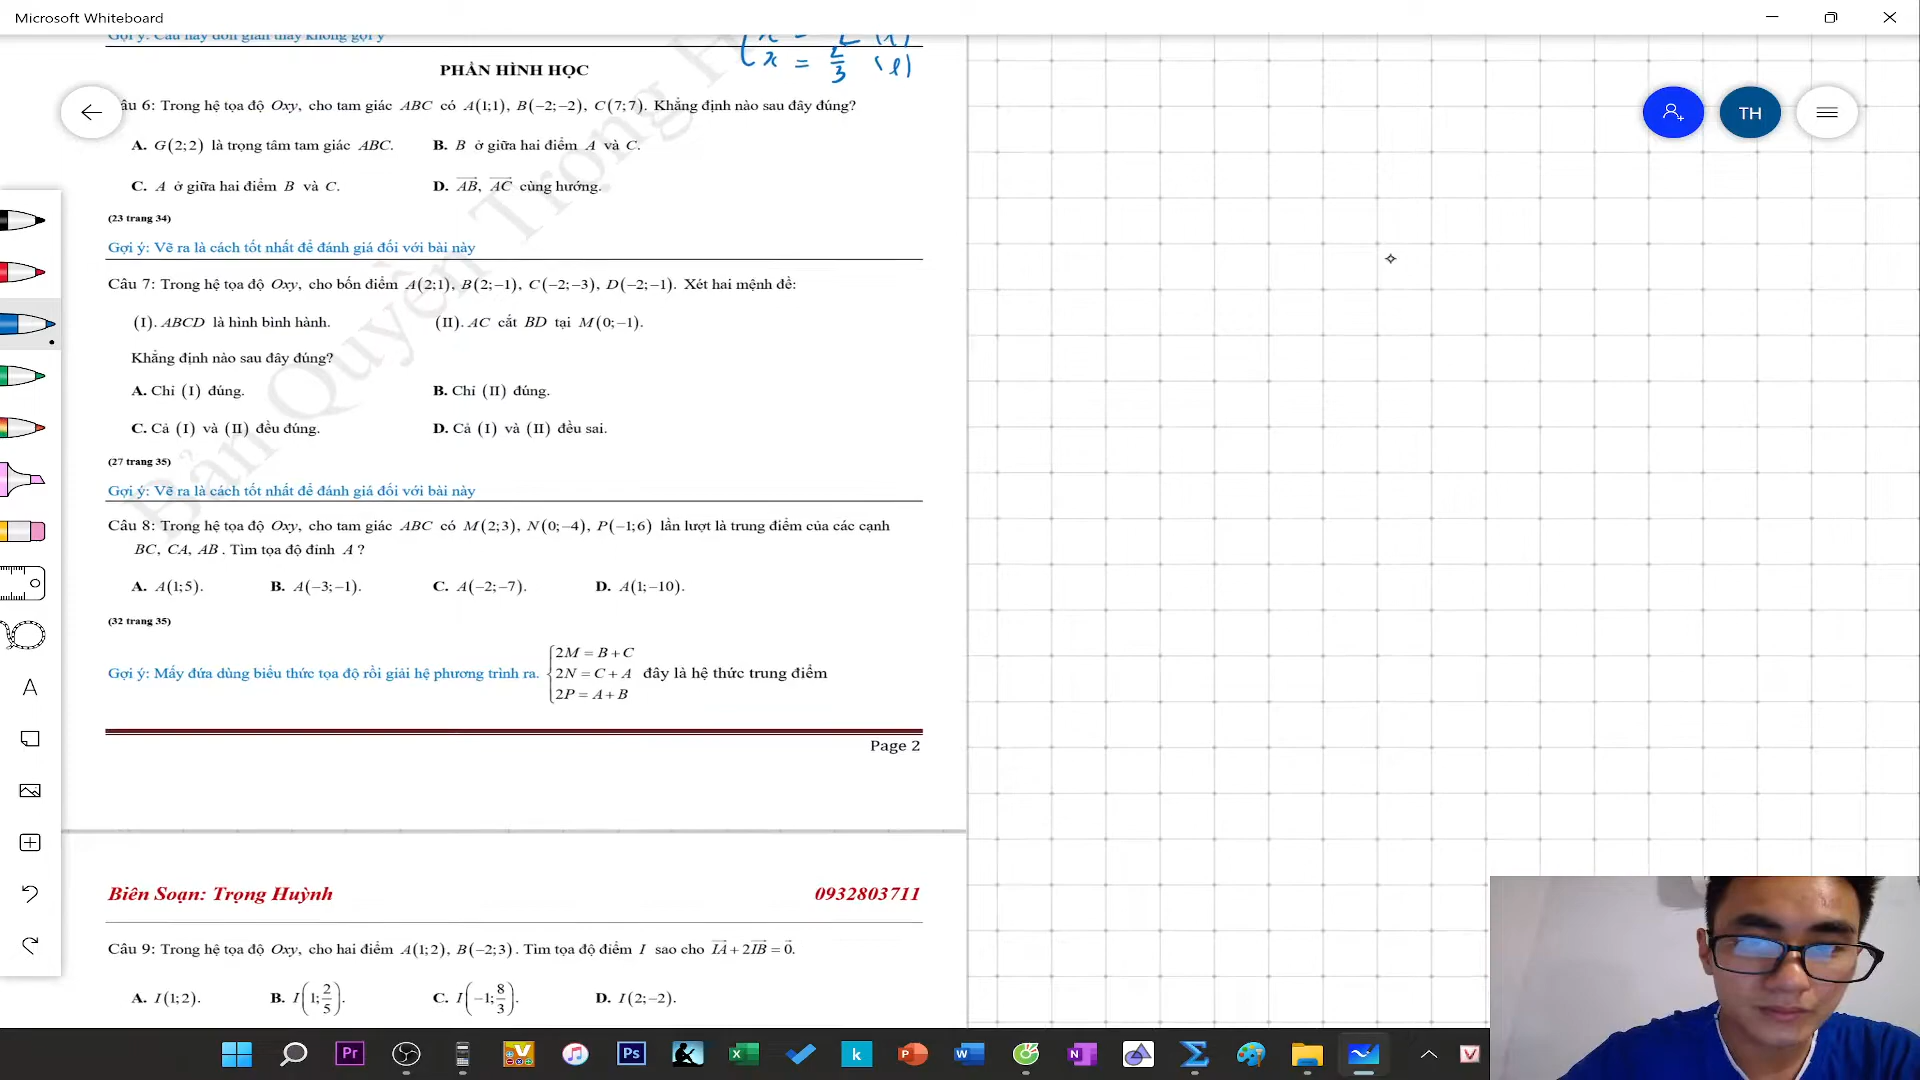 Microsoft Whiteboard
x = 2/3 (l)
PHẦN HÌNH HỌC
âu 6: Trong hệ tọa độ Oxy, cho tam giác ABC có A(1;1), B(−2;−2), C(7;7). Khẳng định nào sau đây đúng?
TH
A. G(2;2) là trọng tâm tam giác ABC. B. B ở giữa hai điểm A và C.
C. A ở giữa hai điểm B và C. D. AB, AC cùng hướng.
(23 trang 34)
Gợi ý: Vẽ ra là cách tốt nhất để đánh giá đối với bài này
Câu 7: Trong hệ tọa độ Oxy, cho bốn điểm A(2;1), B(2;−1), C(−2;−3), D(−2;−1). Xét hai mệnh đề:
(I). ABCD là hình bình hành. (II). AC cắt BD tại M(0;−1).
Khẳng định nào sau đây đúng?
A. Chỉ (I) đúng. B. Chỉ (II) đúng.
C. Cả (I) và (II) đều đúng. D. Cả (I) và (II) đều sai.
(27 trang 35)
Gợi ý: Vẽ ra là cách tốt nhất để đánh giá đối với bài này
Câu 8: Trong hệ tọa độ Oxy, cho tam giác ABC có M(2;3), N(0;−4), P(−1;6) lần lượt là trung điểm của các cạnh
BC, CA, AB. Tìm tọa độ đỉnh A?
A. A(1;5). B. A(−3;−1). C. A(−2;−7). D. A(1;−10).
(32 trang 35)
2M = B + C
Gợi ý: Mấy đứa dùng biểu thức tọa độ rồi giải hệ phương trình ra. 2N = C + A đây là hệ thức trung điểm
2P = A + B
Page 2
Bản Quyền Trọng
Biên Soạn: Trọng Huỳnh 0932803711
Câu 9: Trong hệ tọa độ Oxy, cho hai điểm A(1;2), B(−2;3). Tìm tọa độ điểm I sao cho IA + 2IB = 0.
A. I(1;2). B. I(1;2/5). C. I(−1;8/3). D. I(2;−2).